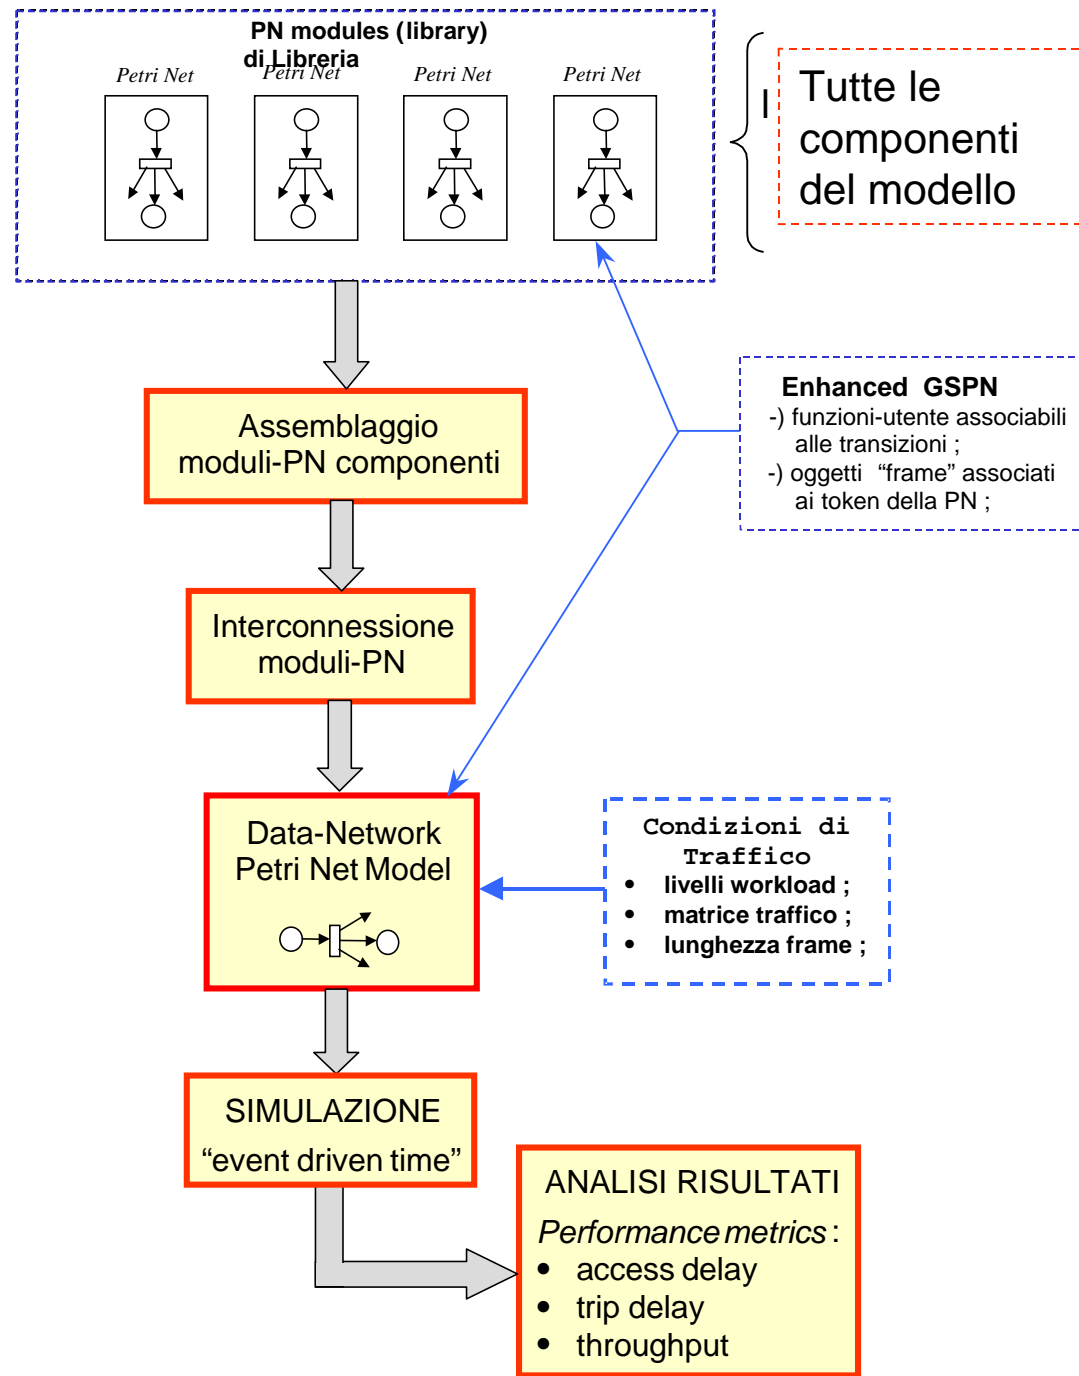 PN modules (library)
di Libreria
Petri Net
Petri Net
Petri Net
Petri Net
l
Tutte le
componenti
del modello
Enhanced GSPN
-) funzioni-utente associabili
alle transizioni ;
-) oggetti “frame” associati
ai token della PN ;
Assemblaggio
moduli-PN componenti
Interconnessione
moduli-PN
Data-Network
Petri Net Model
Condizioni di
Traffico
• livelli workload ;
• matrice traffico ;
• lunghezza frame ;
SIMULAZIONE
“event driven time”
ANALISI RISULTATI
Performance metrics :
• access delay
• trip delay
• throughput